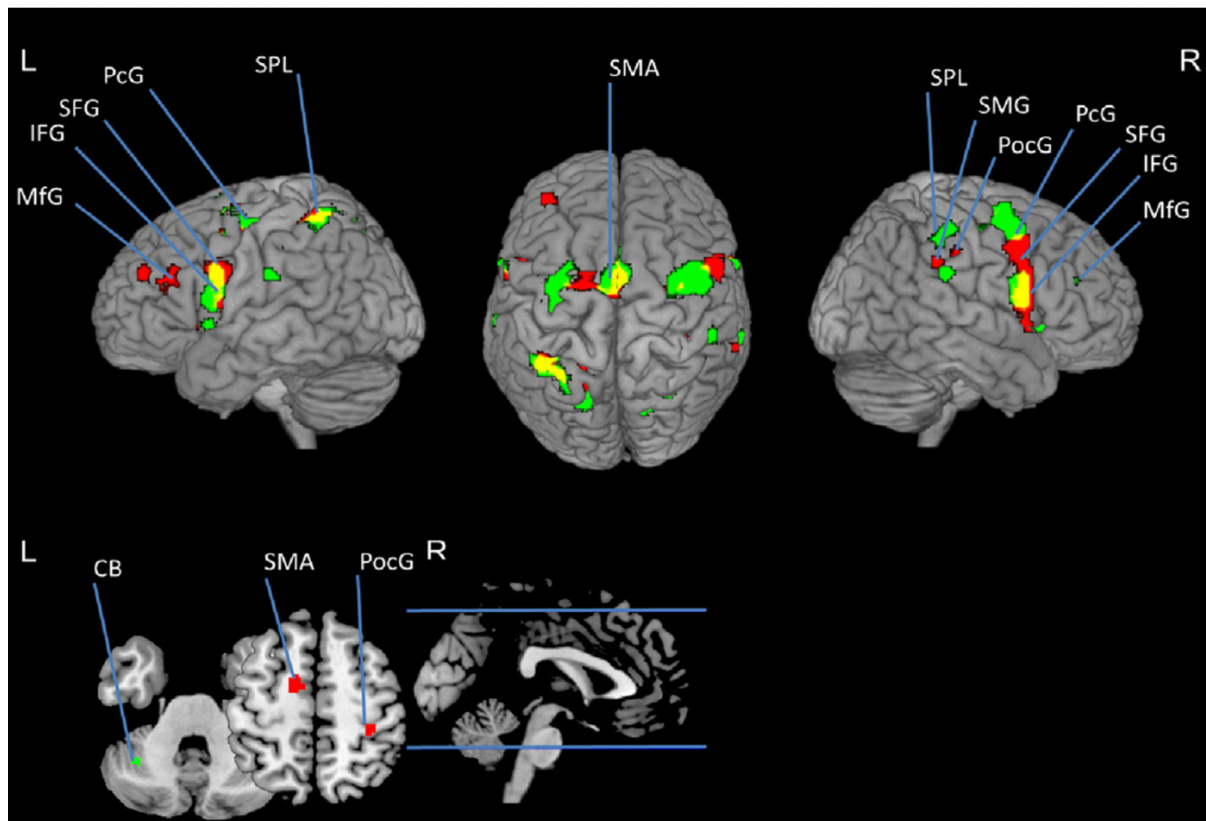 L
R
PcG
SPL
SMA
SPL
SMG
PcG
SFG
PocG
SFG
IFG
IFG
MfG
MfG
L
R
CB
SMA
PocG